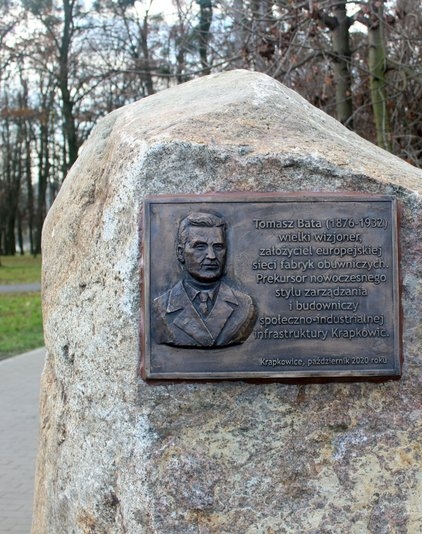 Tomasz Bata (1876-1932)
wielki wizjoner,
założyciel europejskiej
sieci fabryk obuwniczych.
Prekursor nowoczesnego
stylu zarządzania
i budowniczy
społeczno-industrialnej
infrastruktury Krapkowic.
Krapkowice, październik 2020 roku